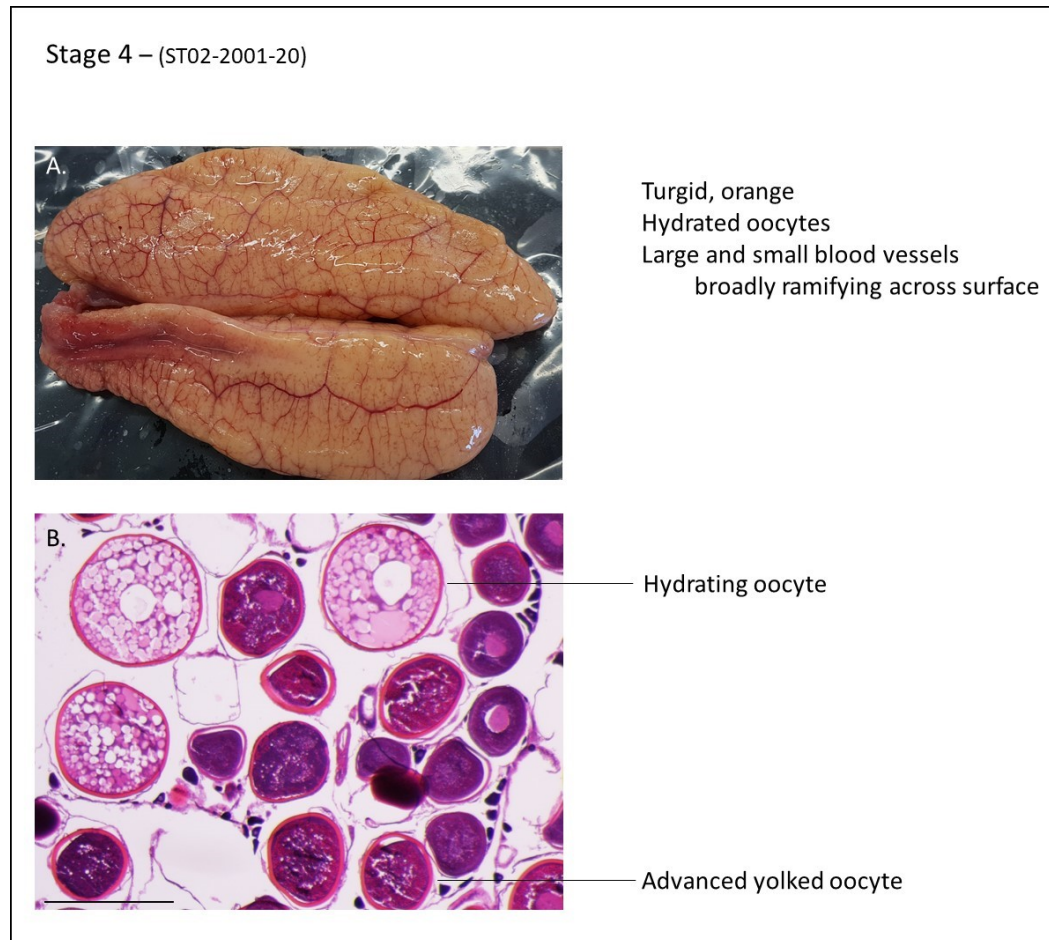 Stage 4 – (ST02-2001-20)
A.
Turgid, orange
Hydrated oocytes
Large and small blood vessels
broadly ramifying across surface
B.
Hydrating oocyte
Advanced yolked oocyte